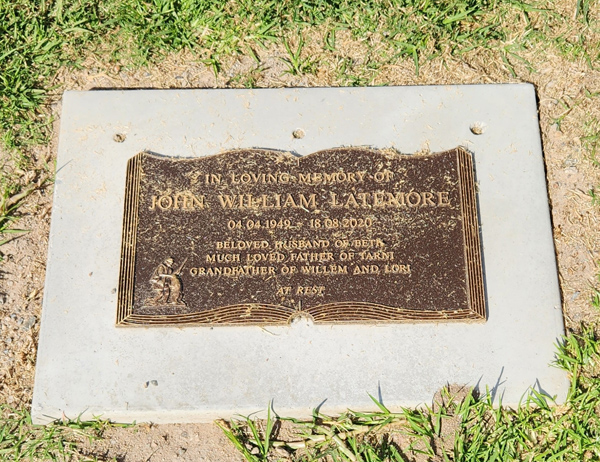 IN LOVING MEMORY OF
JOHN WILLIAM LATEMORE
04.04.1949 - 18.08.2020
BELOVED HUSBAND OF BETH
MUCH LOVED FATHER OF TARNI
GRANDFATHER OF WILLEM AND LORI
AT REST